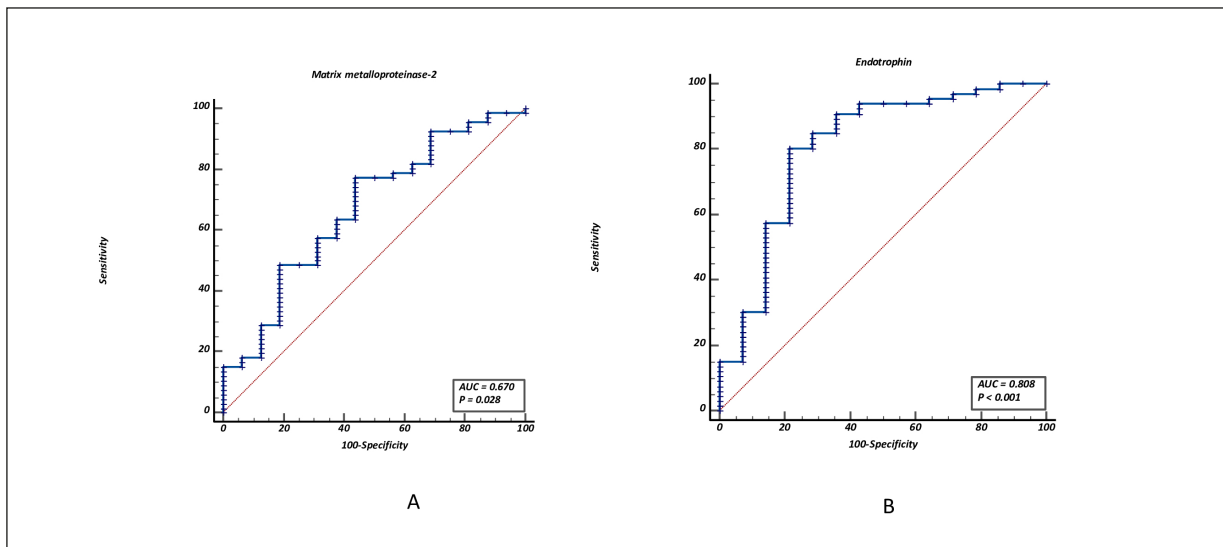 Matrix metalloproteinase-2
100
80
60
40
20
0
Sensitivity
0 20 40 60 80 100
100-Specificity
AUC = 0.670
P = 0.028
A
Endotrophin
100
80
60
40
20
0
Sensitivity
0 20 40 60 80 100
100-Specificity
AUC = 0.808
P < 0.001
B